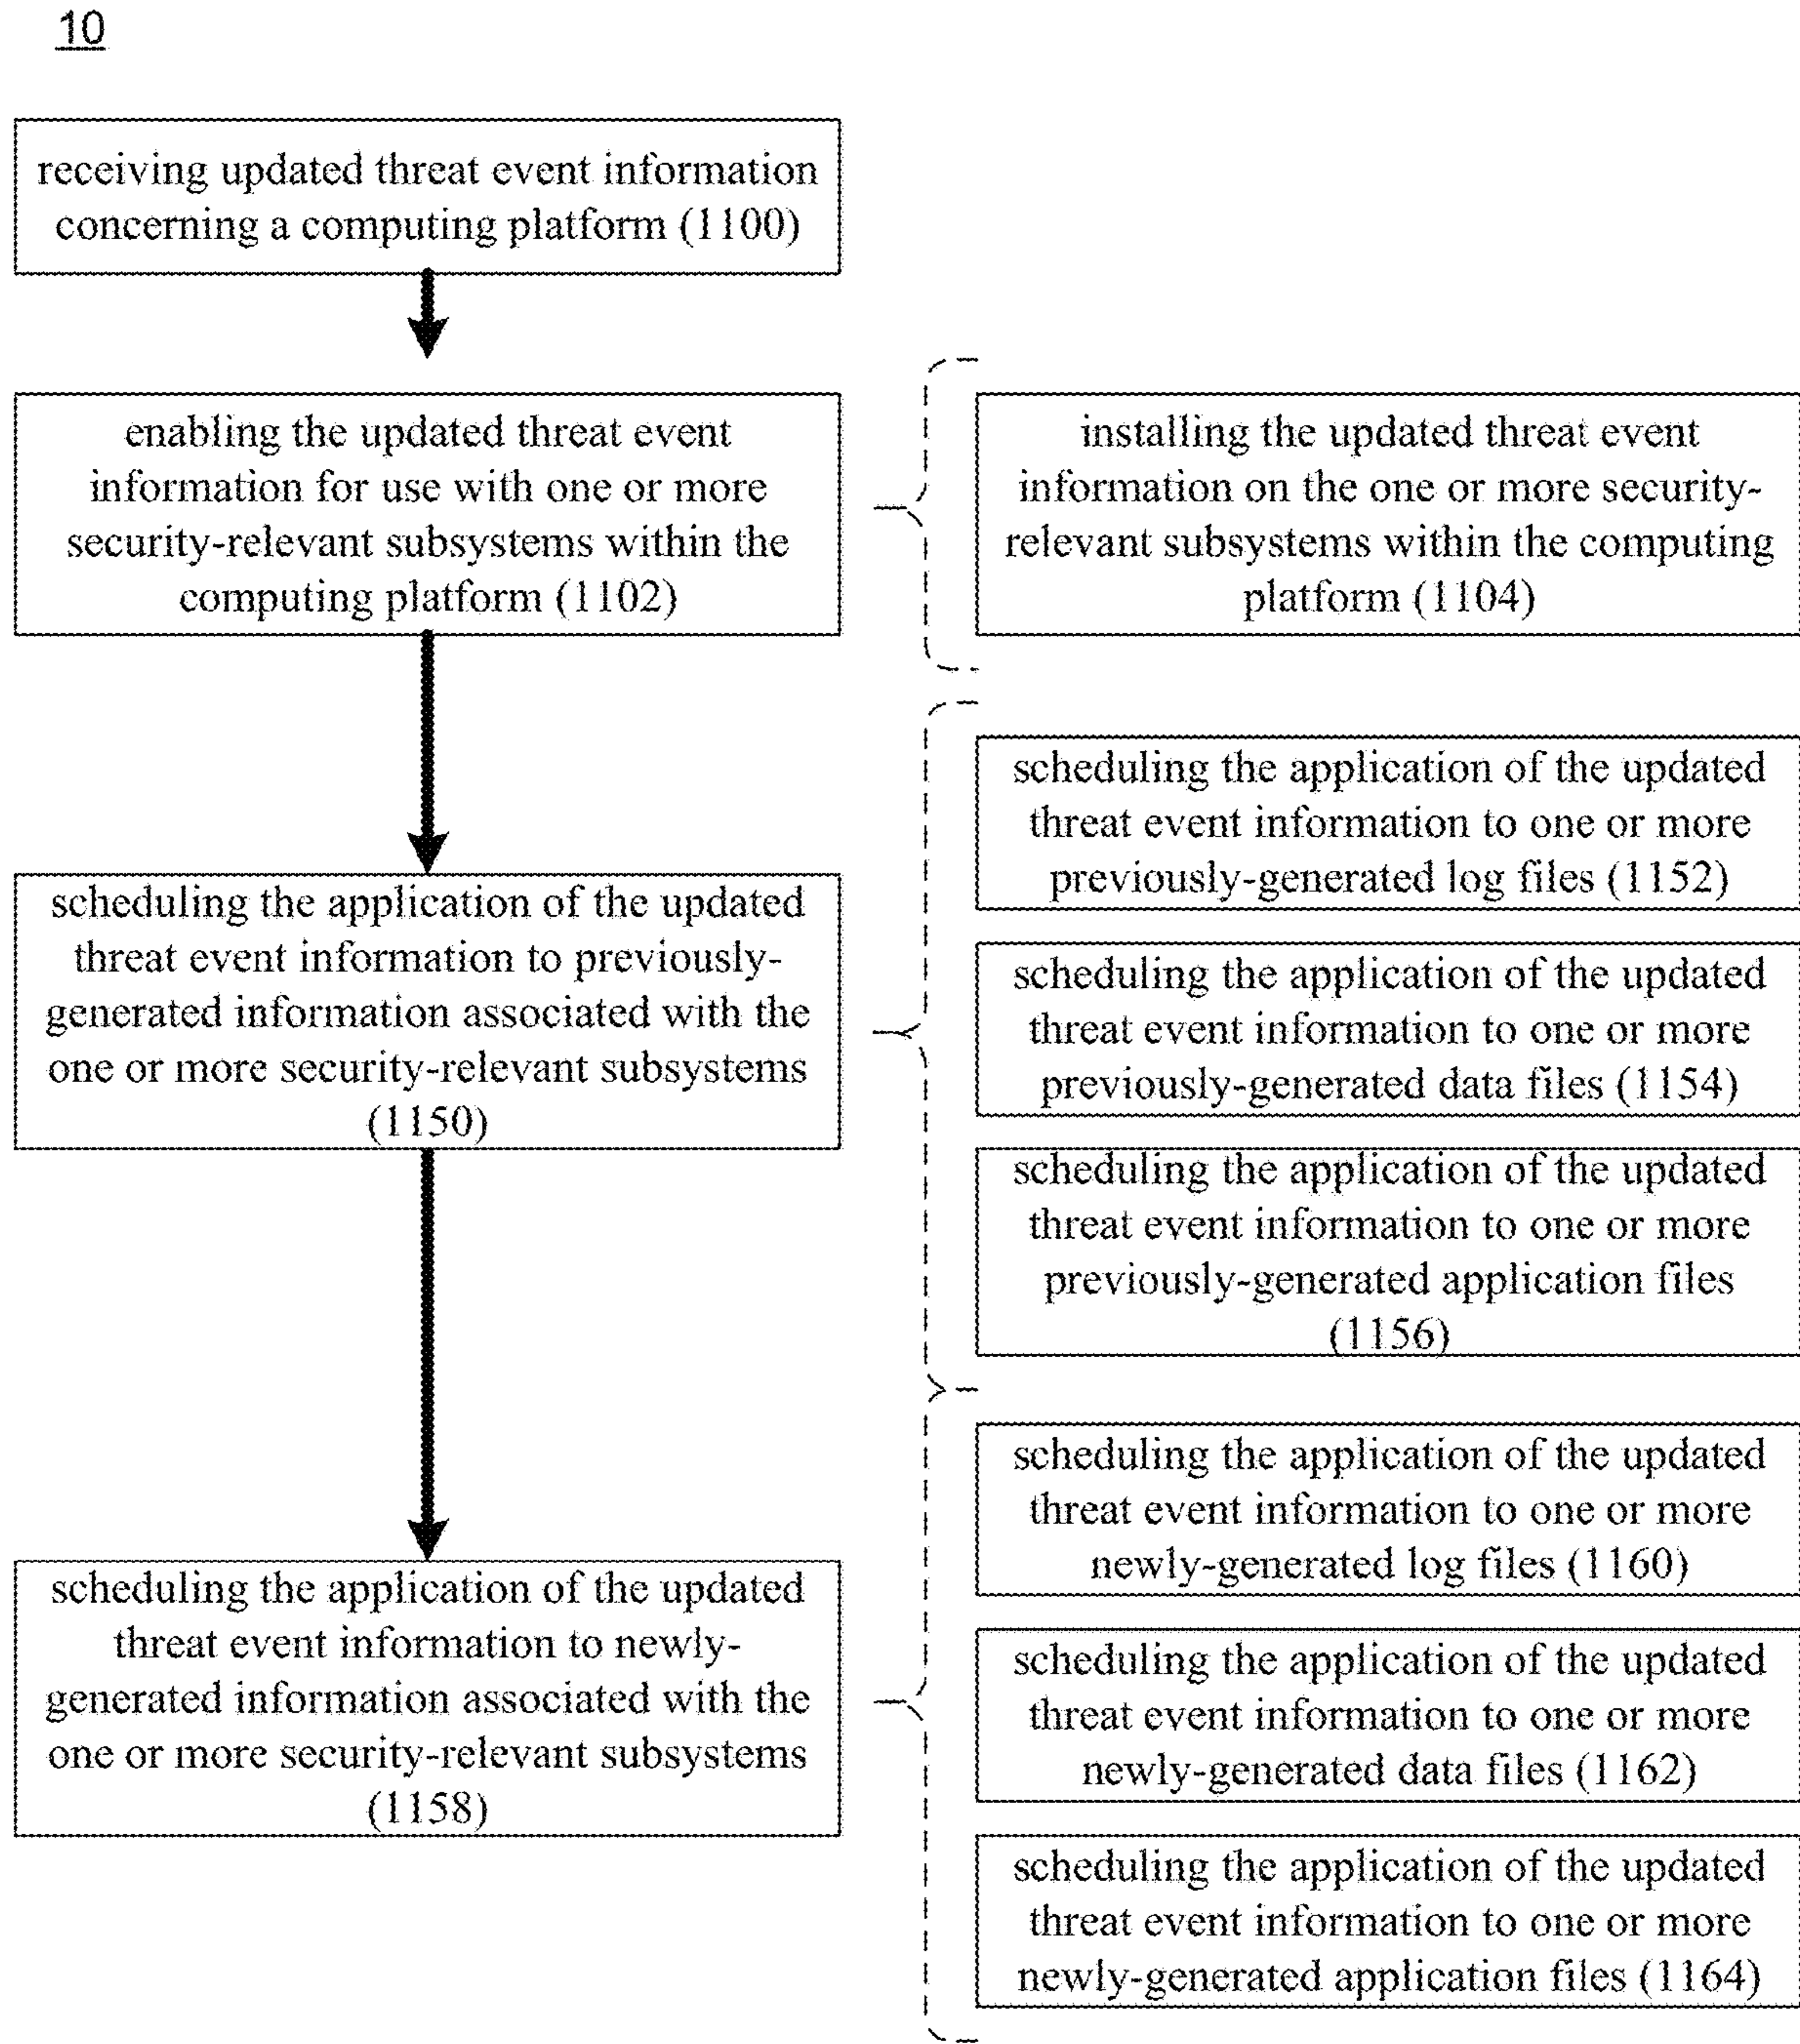 10
receiving updated threat event information
concerning a computing platform (1100)
enabling the updated threat event
information for use with one or more
security-relevant subsystems within the
computing platform (1102)
installing the updated threat event
information on the one or more security-
relevant subsystems within the computing
platform (1104)
scheduling the application of the updated
threat event information to previously-
generated information associated with the
one or more security-relevant subsystems
(1150)
scheduling the application of the updated
threat event information to one or more
previously-generated log files (1152)
scheduling the application of the updated
threat event information to one or more
previously-generated data files (1154)
scheduling the application of the updated
threat event information to one or more
previously-generated application files
(1156)
scheduling the application of the updated
threat event information to newly-
generated information associated with the
one or more security-relevant subsystems
(1158)
scheduling the application of the updated
threat event information to one or more
newly-generated log files (1160)
scheduling the application of the updated
threat event information to one or more
newly-generated data files (1162)
scheduling the application of the updated
threat event information to one or more
newly-generated application files (1164)